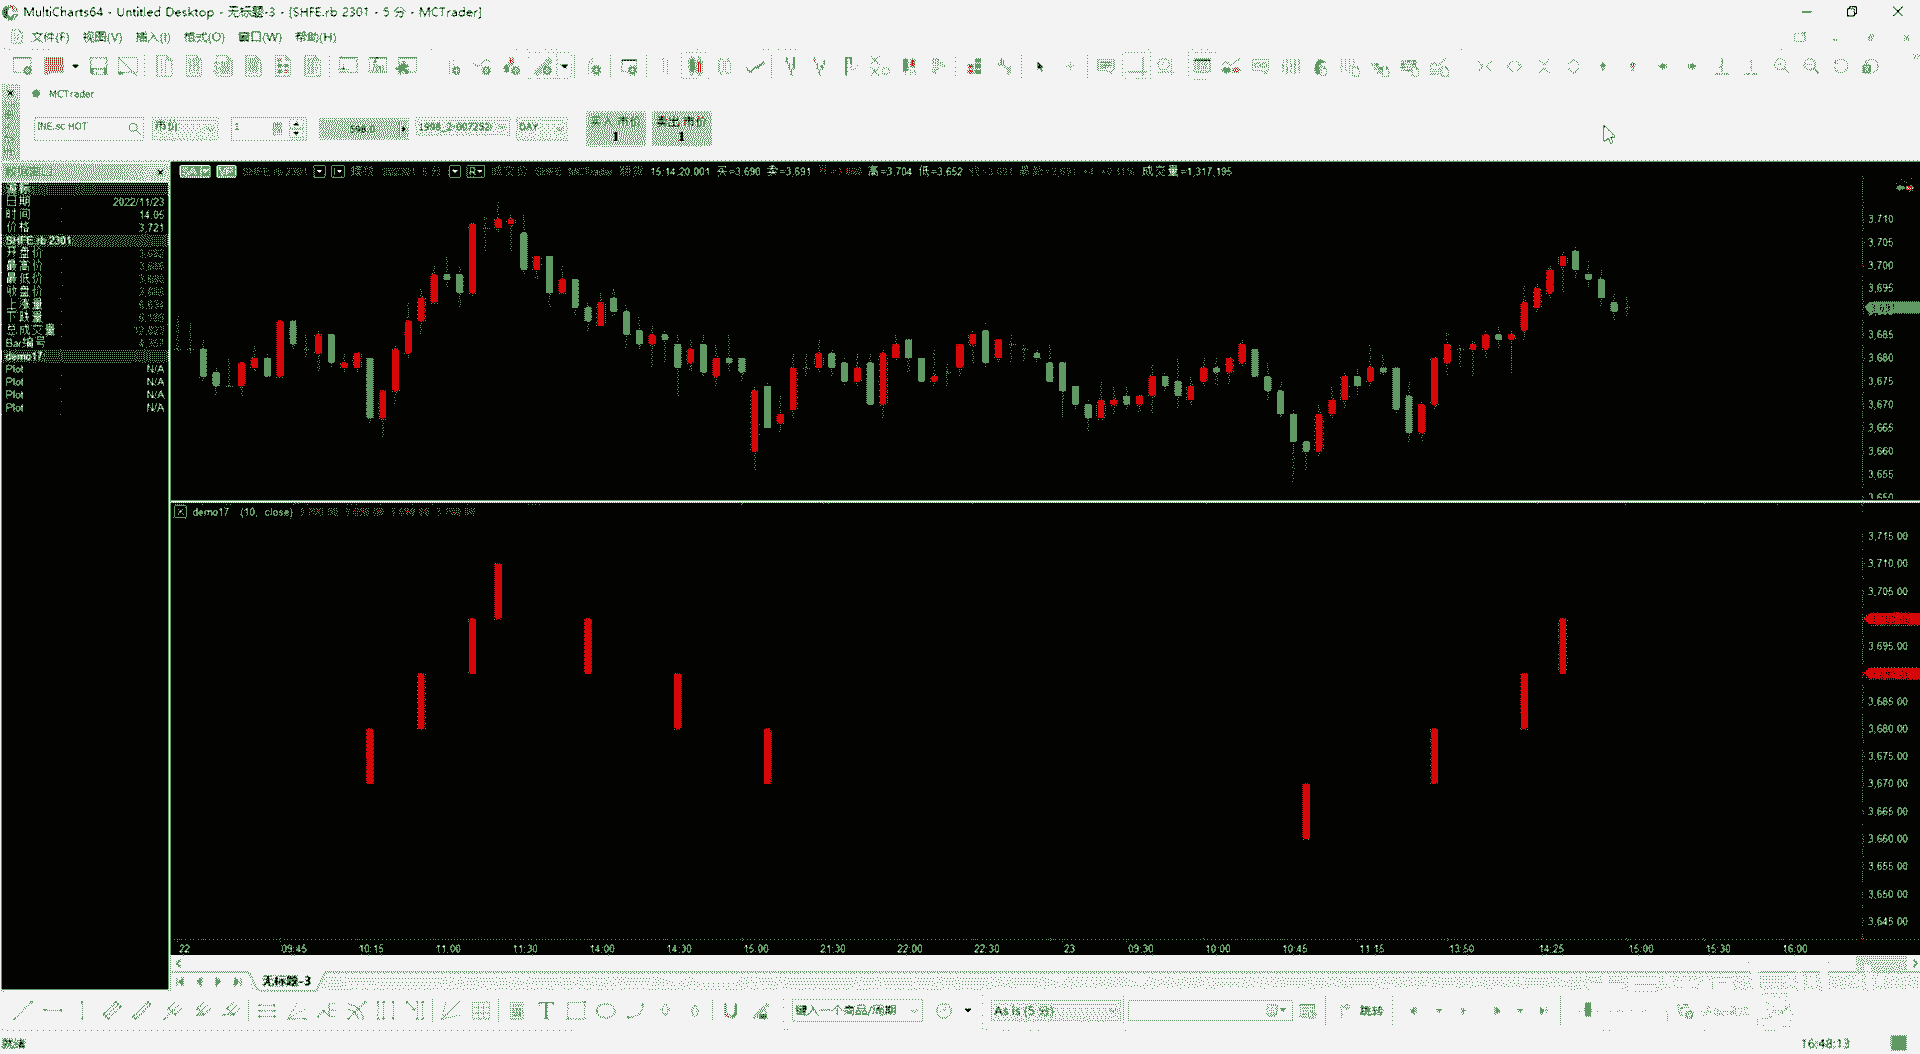 MultiCharts64 - Untitled Desktop - 无标题-3 - [SHFE.rb 2301 - 5 分 - MCTrader]
文件(F) 视图(V) 插入(I) 格式(O) 窗口(W) 帮助(H)
MCTrader
INE.sc HOT 市价 1 598.0 DAY 买入 市价 1 卖出 市价 1
15:14:20.001 买=3,690 卖=3,691 高=3,704 低=3,652 成交量=1,317,195
日期 2022/11/23
时间 14:05
价格 3,721
SHFE.rb 2301
开盘价
最高价
最低价
收盘价
上涨量
下跌量
总成交量
Bar编号
demo17
Plot N/A
Plot N/A
Plot N/A
Plot N/A
3,710
3,705
3,700
3,695
3,685
3,680
3,675
3,670
3,665
3,660
3,655
3,650
demo17 (10, close)
3,715.00
3,710.00
3,705.00
3,695.00
3,685.00
3,680.00
3,675.00
3,670.00
3,665.00
3,660.00
3,655.00
3,650.00
3,645.00
22 09:45 10:15 11:00 11:30 14:00 14:30 15:00 21:30 22:00 22:30 23 09:30 10:00 10:45 11:15 13:50 14:25 15:00 15:30 16:00
无标题-3
键入一个商品/周期 As is (5 分) 跳转
就绪 16:48:13